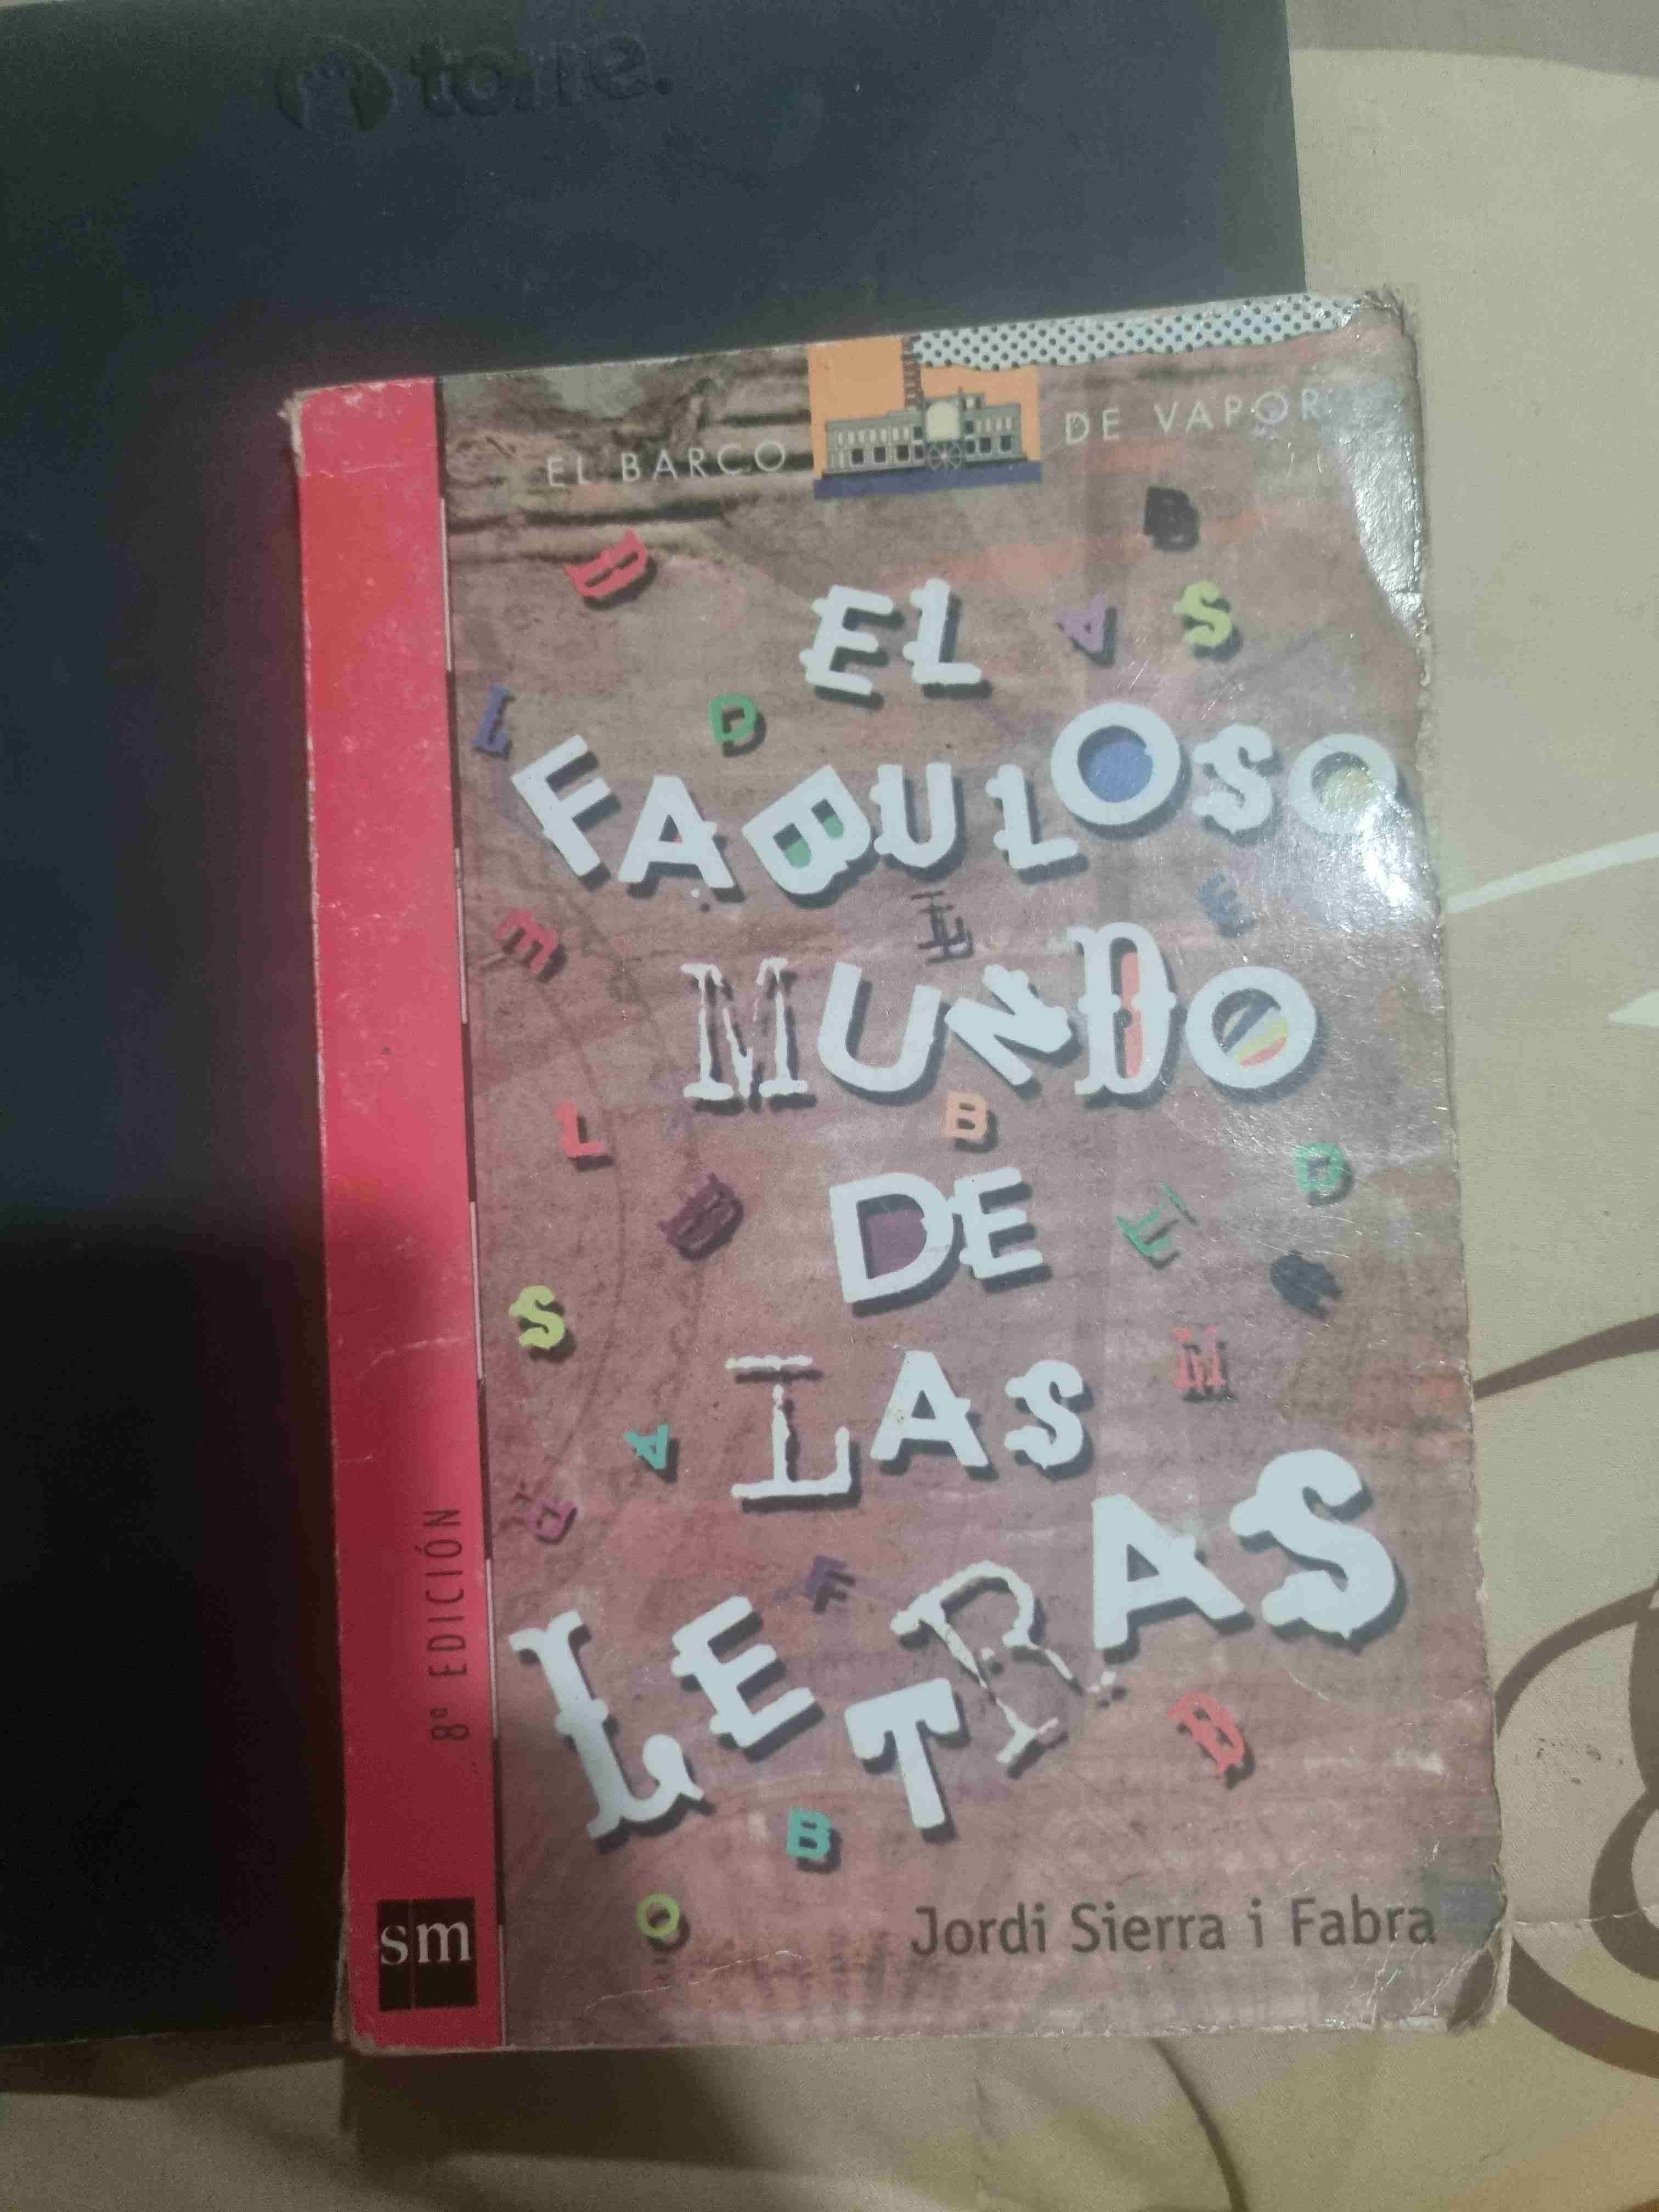 torre.
EL BARCO DE VAPOR
EL
FABULOSO
MUNDO
DE
LAS
LETRAS
Jordi Sierra i Fabra
8ª EDICIÓN
sm